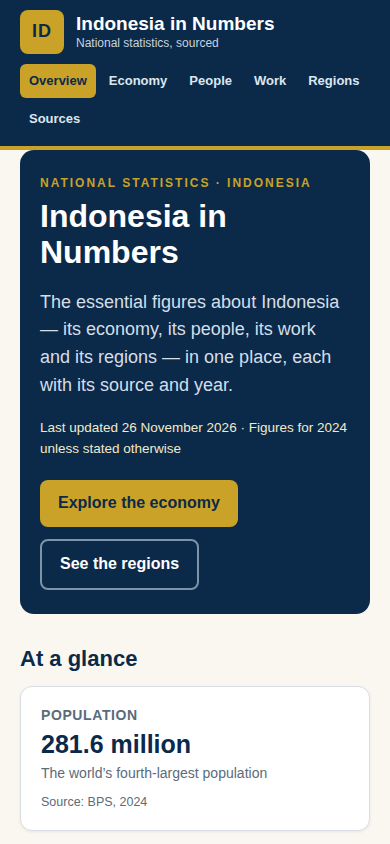 ID
Indonesia in Numbers
National statistics, sourced
Overview Economy People Work Regions
Sources
NATIONAL STATISTICS · INDONESIA
Indonesia in
Numbers
The essential figures about Indonesia
— its economy, its people, its work
and its regions — in one place, each
with its source and year.
Last updated 26 November 2026 · Figures for 2024
unless stated otherwise
Explore the economy
See the regions
At a glance
POPULATION
281.6 million
The world’s fourth-largest population
Source: BPS, 2024